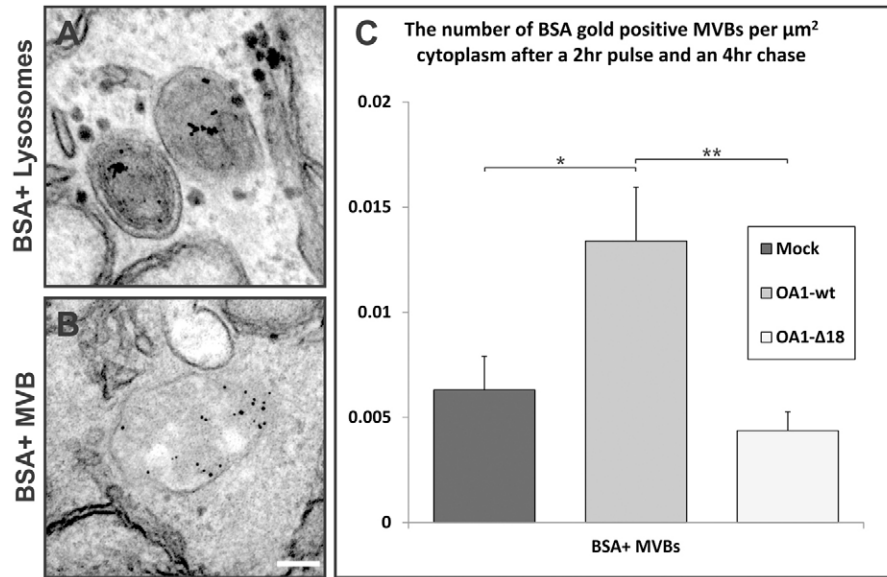 A
BSA+ Lysosomes
B
BSA+ MVB
C
The number of BSA gold positive MVBs per µm²
cytoplasm after a 2hr pulse and an 4hr chase
0.02
0.015
0.01
0.005
0
*
**
Mock
OA1-wt
OA1-Δ18
BSA+ MVBs